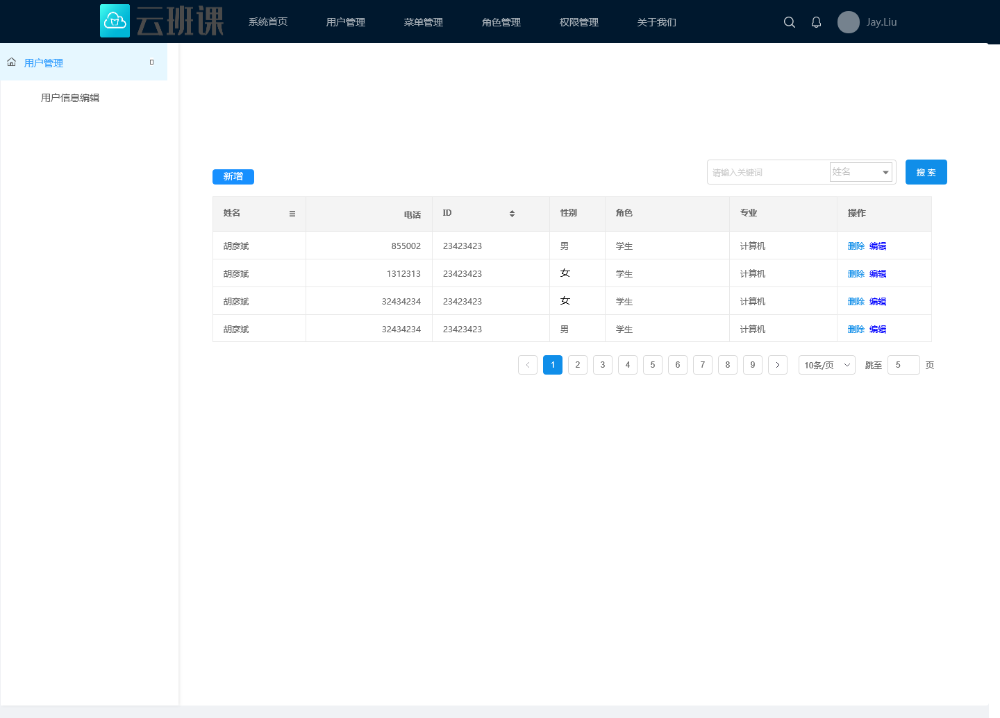 云班课 系统首页 用户管理 菜单管理 角色管理 权限管理 关于我们 Jay.Liu
用户管理
用户信息编辑
新增 请输入关键词 姓名 搜 索
姓名 电话 ID 性别 角色 专业 操作
胡彦斌 855002 23423423 男 学生 计算机 删除 编辑
胡彦斌 1312313 23423423 女 学生 计算机 删除 编辑
胡彦斌 32434234 23423423 女 学生 计算机 删除 编辑
胡彦斌 32434234 23423423 男 学生 计算机 删除 编辑
1 2 3 4 5 6 7 8 9 10条/页 跳至 5 页